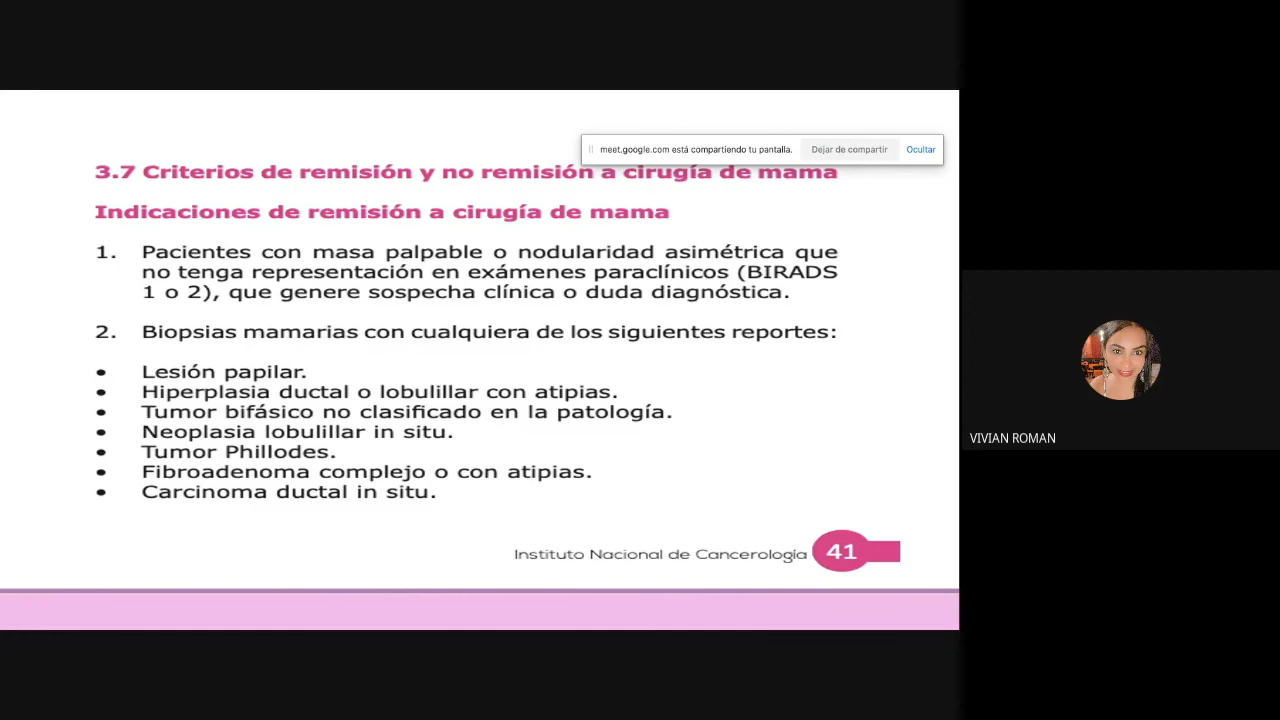 meet.google.com está compartiendo tu pantalla.
Dejar de compartir
Ocultar
3.7 Criterios de remisión y no remisión a cirugía de mama
Indicaciones de remisión a cirugía de mama
1. Pacientes con masa palpable o nodularidad asimétrica que
no tenga representación en exámenes paraclínicos (BIRADS
1 o 2), que genere sospecha clínica o duda diagnóstica.
2. Biopsias mamarias con cualquiera de los siguientes reportes:
• Lesión papilar.
• Hiperplasia ductal o lobulillar con atipias.
• Tumor bifásico no clasificado en la patología.
• Neoplasia lobulillar in situ.
• Tumor Phillodes.
• Fibroadenoma complejo o con atipias.
• Carcinoma ductal in situ.
Instituto Nacional de Cancerología 41
VIVIAN ROMAN